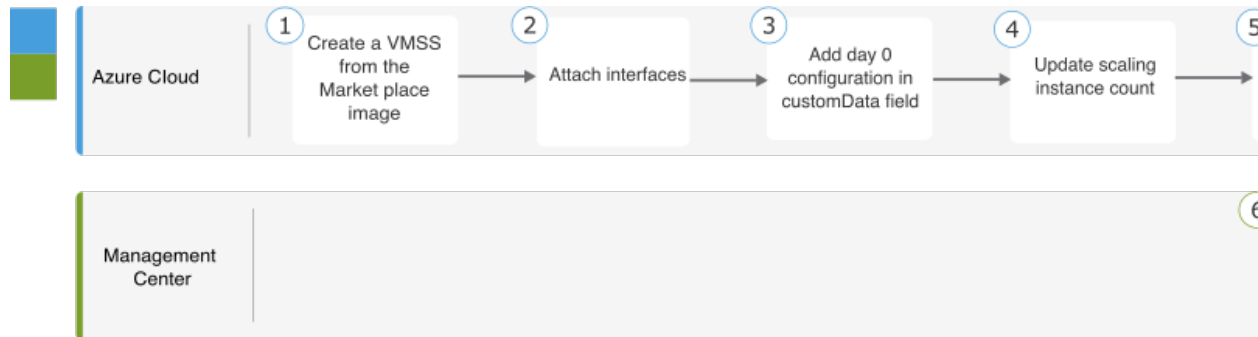 1
Create a VMSS
from the
Market place
image
2
Attach interfaces
3
Add day 0
configuration in
customData field
4
Update scaling
instance count
5
Azure Cloud
6
Management
Center